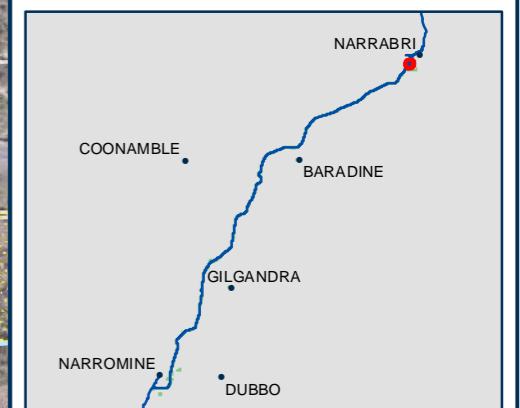 NARRABRI
COONAMBLE
BARADINE
GILGANDRA
NARROMINE
DUBBO